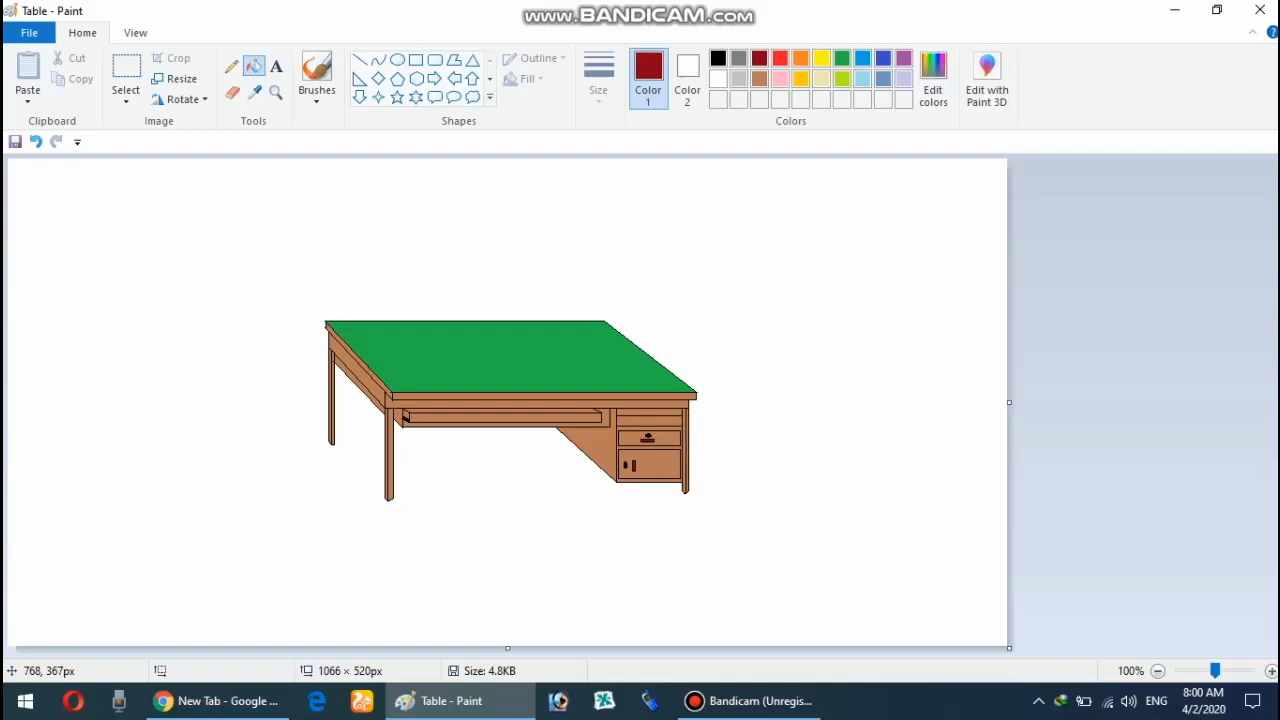 Table - Paint
www.BANDICAM.com
File
Home
View
Paste
Cut
Copy
Clipboard
Select
Crop
Resize
Rotate
Image
A
Tools
Brushes
Outline
Fill
Shapes
Size
Color
1
Color
2
Edit
colors
Colors
Edit with
Paint 3D
768, 367px
1066 × 520px
Size: 4.8KB
100%
New Tab - Google ...
Table - Paint
Bandicam (Unregis...
ENG
8:00 AM
4/2/2020